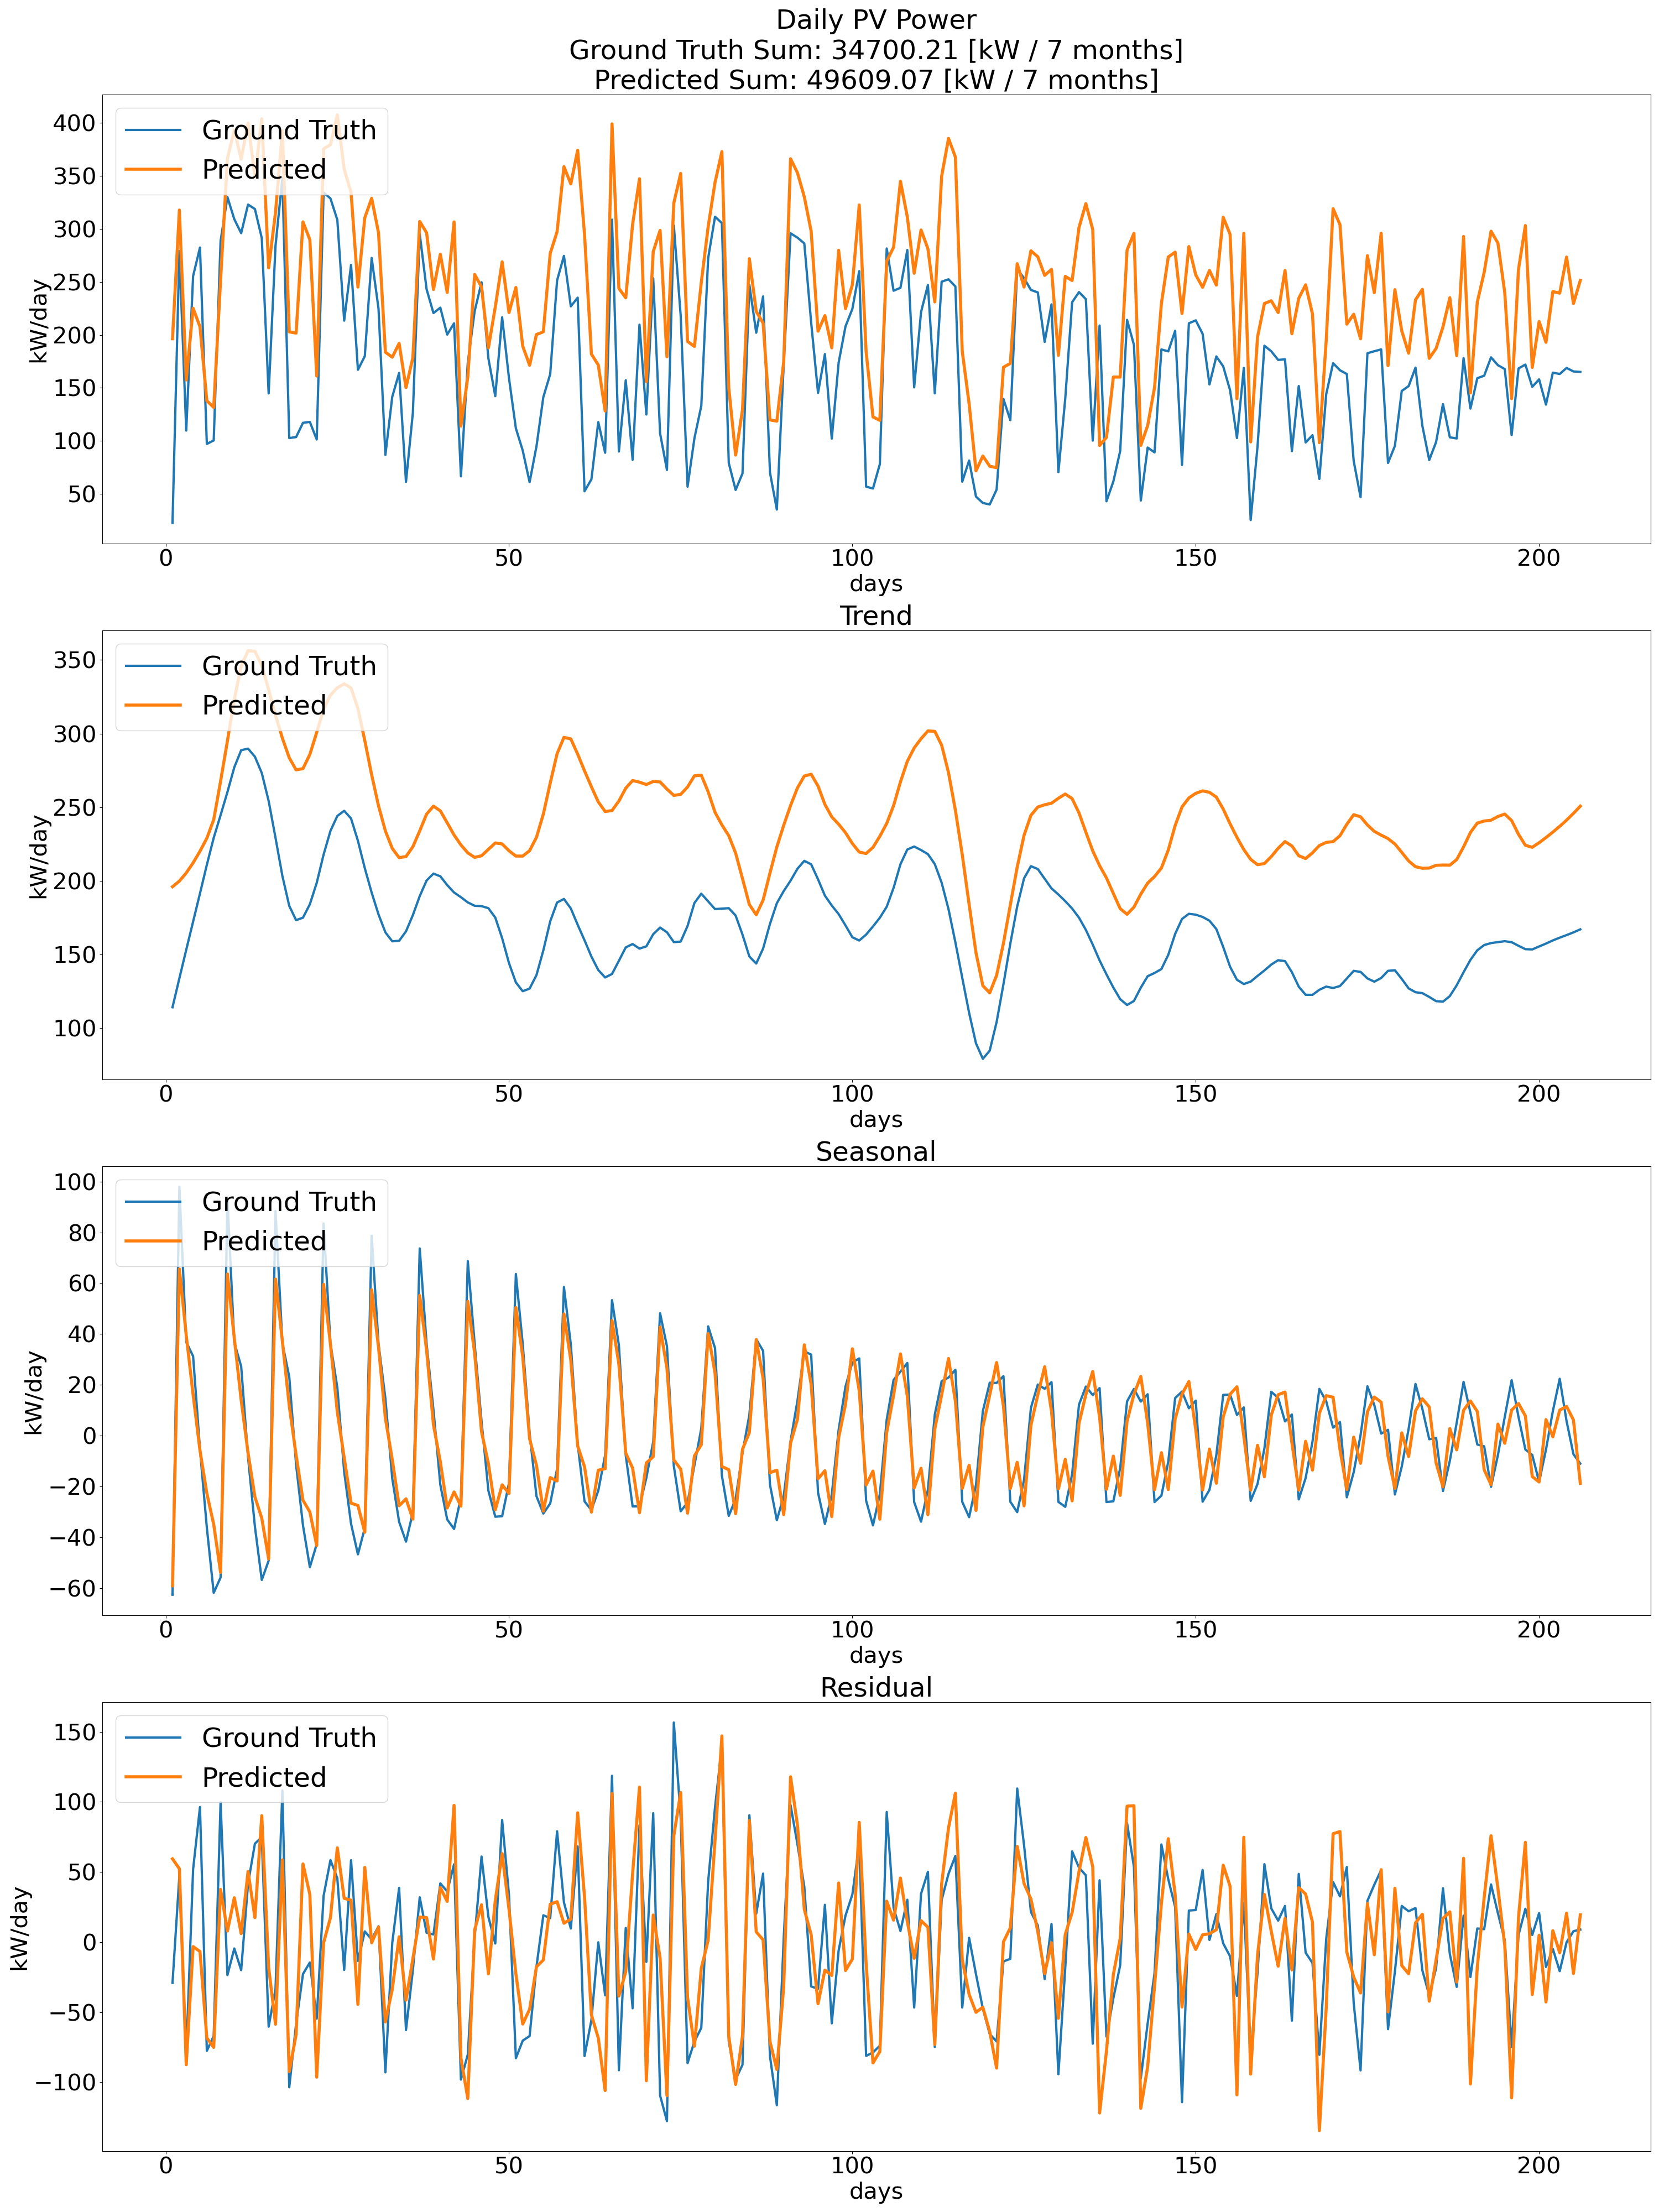 Daily PV Power
Ground Truth Sum: 34700.21 [kW / 7 months]
Predicted Sum: 49609.07 [kW / 7 months]
400
350
300
250
200
150
100
50
kW/day
Ground Truth
Predicted
0 50 100 150 200
days
Trend
350
300
250
200
150
100
kW/day
Ground Truth
Predicted
0 50 100 150 200
days
Seasonal
100
80
60
40
20
0
−20
−40
−60
kW/day
Ground Truth
Predicted
0 50 100 150 200
days
Residual
150
100
50
0
−50
−100
kW/day
Ground Truth
Predicted
0 50 100 150 200
days